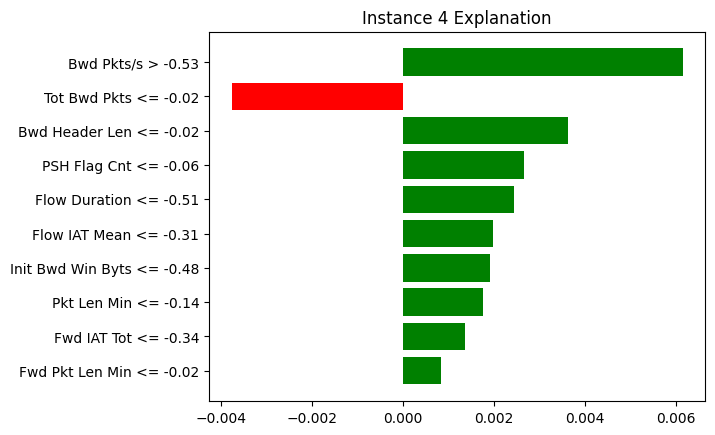 Instance 4 Explanation
Bwd Pkts/s > -0.53
Tot Bwd Pkts <= -0.02
Bwd Header Len <= -0.02
PSH Flag Cnt <= -0.06
Flow Duration <= -0.51
Flow IAT Mean <= -0.31
Init Bwd Win Byts <= -0.48
Pkt Len Min <= -0.14
Fwd IAT Tot <= -0.34
Fwd Pkt Len Min <= -0.02
−0.004 −0.002 0.000 0.002 0.004 0.006